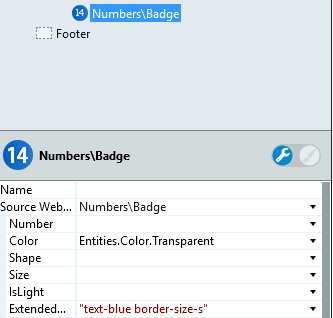 14 Numbers\Badge
Footer
14 Numbers\Badge
Name
Source Web... Numbers\Badge
Number
Color Entities.Color.Transparent
Shape
Size
IsLight
Extended... "text-blue border-size-s"